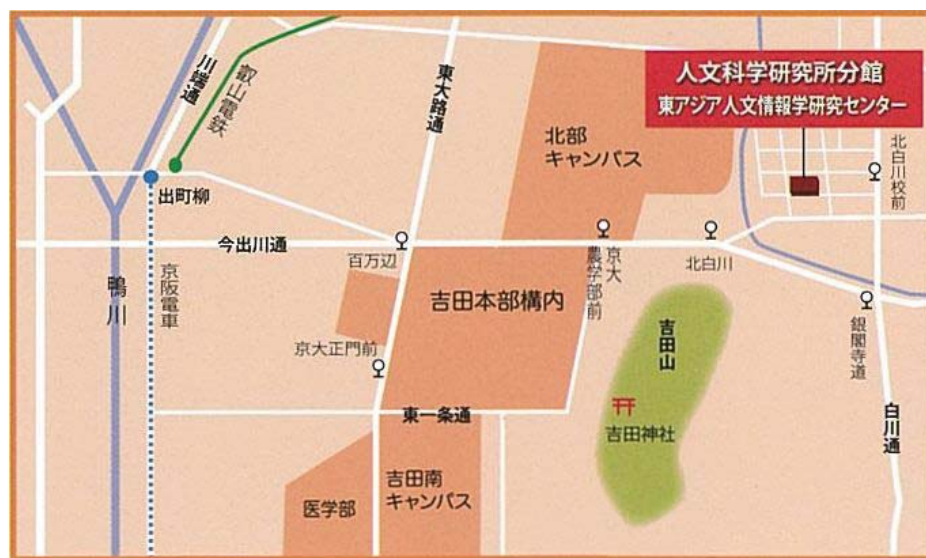 人文科学研究所分館
東アジア人文情報学研究センター
川端通
叡山電鉄
東大路通
北部
キャンパス
北白川校前
出町柳
今出川通
百万辺
京大
農学部前
北白川
鴨川
京阪電車
吉田本部構内
吉田山
銀閣寺道
京大正門前
東一条通
吉田神社
白川通
医学部
吉田南
キャンパス